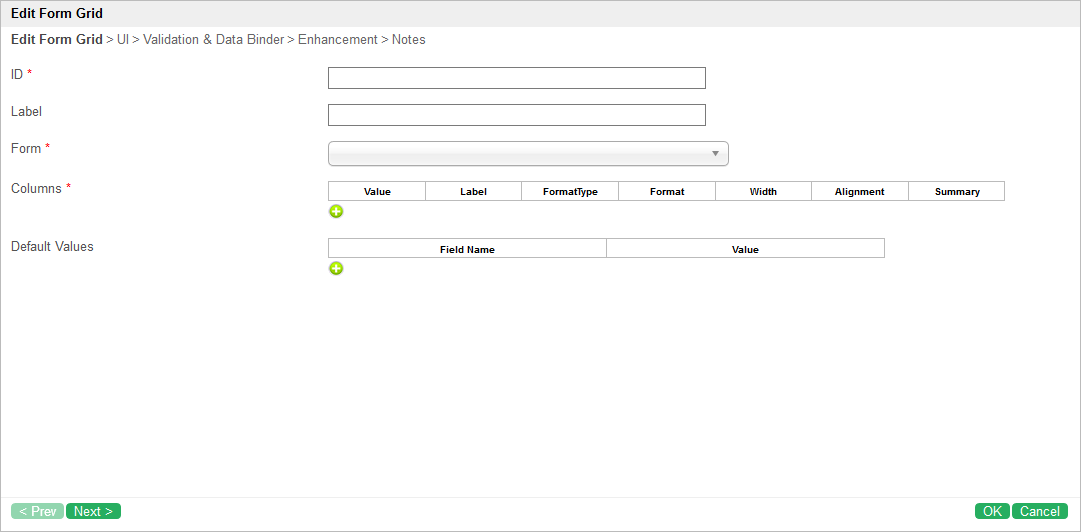 Edit Form Grid
Edit Form Grid > UI > Validation & Data Binder > Enhancement > Notes
ID *
Label
Form *
Columns *
Value Label FormatType Format Width Alignment Summary
Default Values
Field Name Value
< Prev Next > OK Cancel